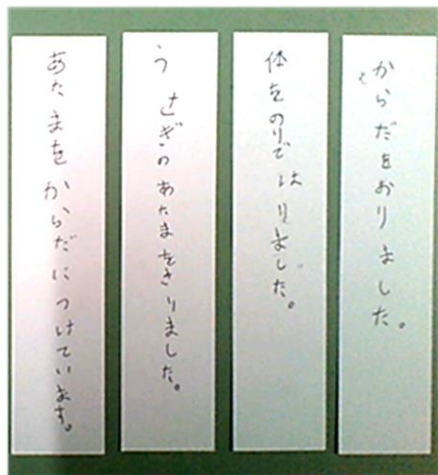 からだをおりました。
体をのりではりました。
うさぎのあたまをきりました。
あたまをからだにつけています。